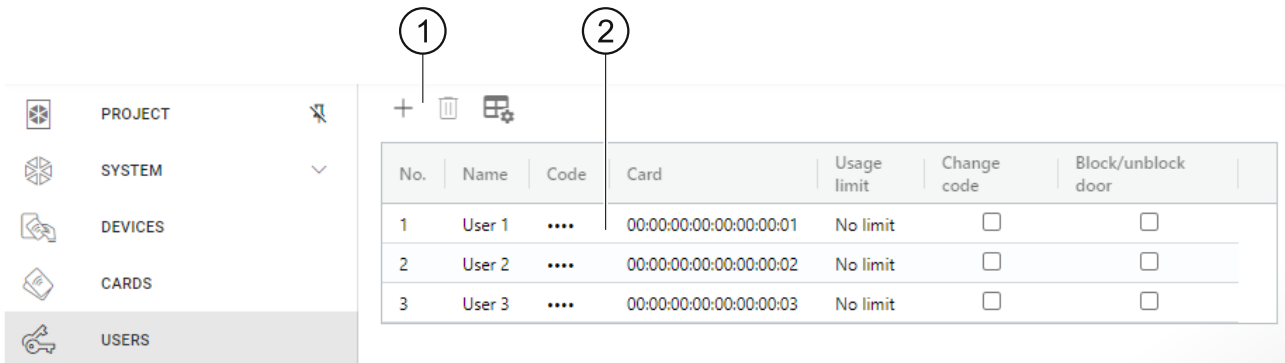 1 2
PROJECT
SYSTEM
DEVICES
CARDS
USERS
No. Name Code Card Usage limit Change code Block/unblock door
1 User 1 •••• 00:00:00:00:00:00:00:01 No limit
2 User 2 •••• 00:00:00:00:00:00:00:02 No limit
3 User 3 •••• 00:00:00:00:00:00:00:03 No limit